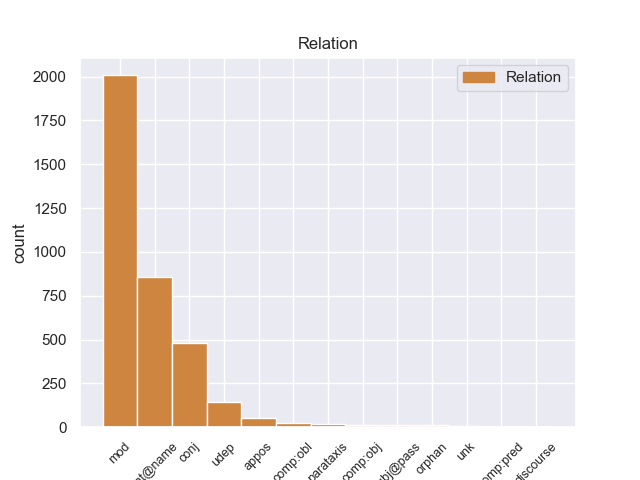 Relation
Relation
count
2000
1750
1500
1250
1000
750
500
250
0
mod
conj
udep
appos
comp:obl
parataxis
comp:obj
orphan
unk
discourse